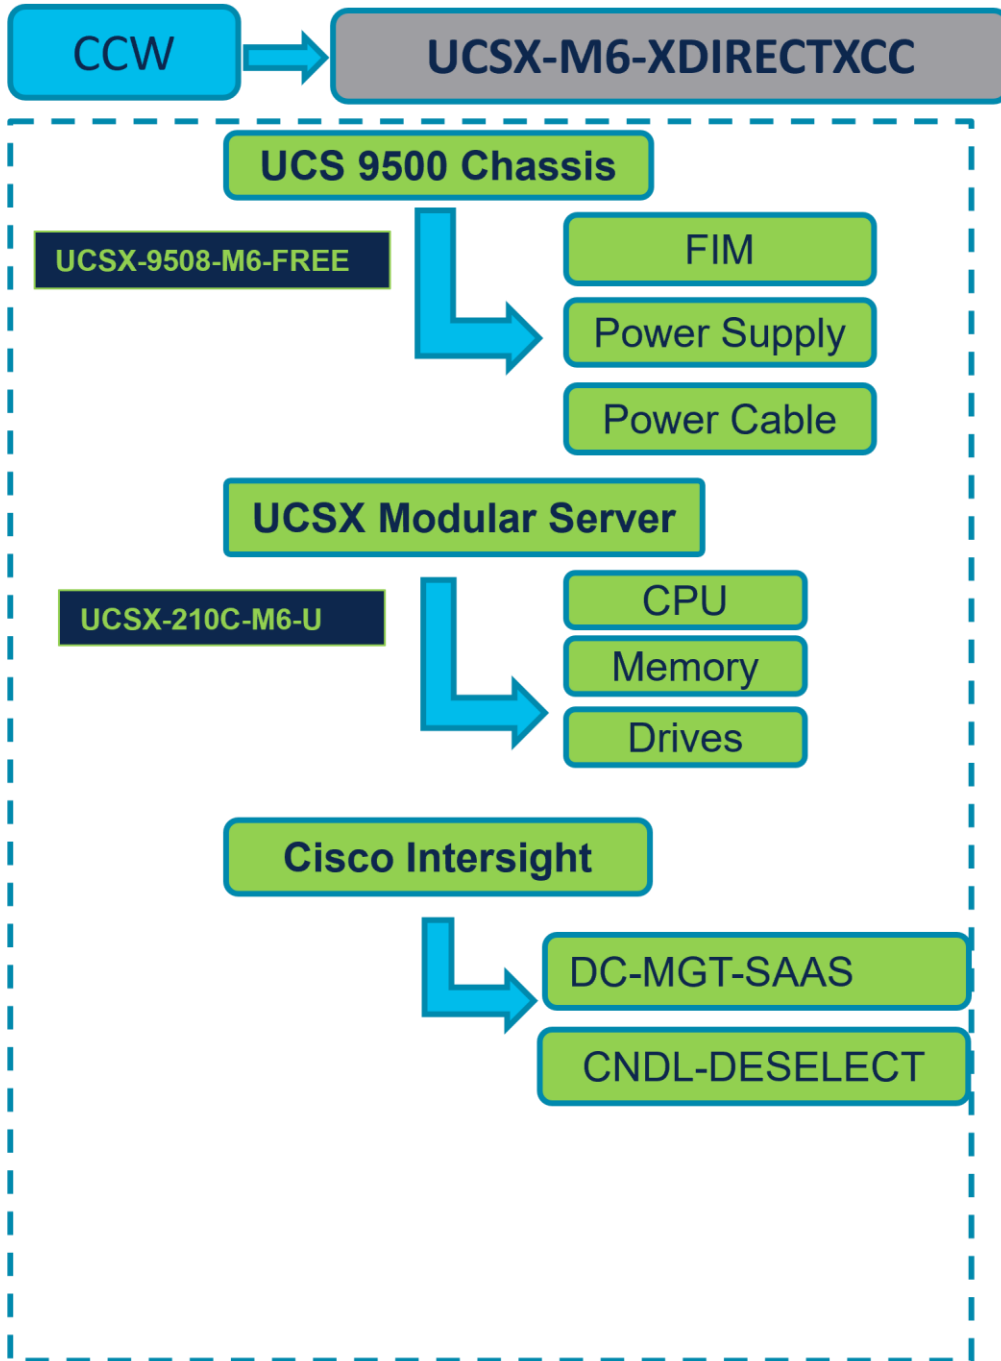 CCW
UCSX-M6-XDIRECTXCC
UCS 9500 Chassis
UCSX-9508-M6-FREE
FIM
Power Supply
Power Cable
UCSX Modular Server
UCSX-210C-M6-U
CPU
Memory
Drives
Cisco Intersight
DC-MGT-SAAS
CNDL-DESELECT